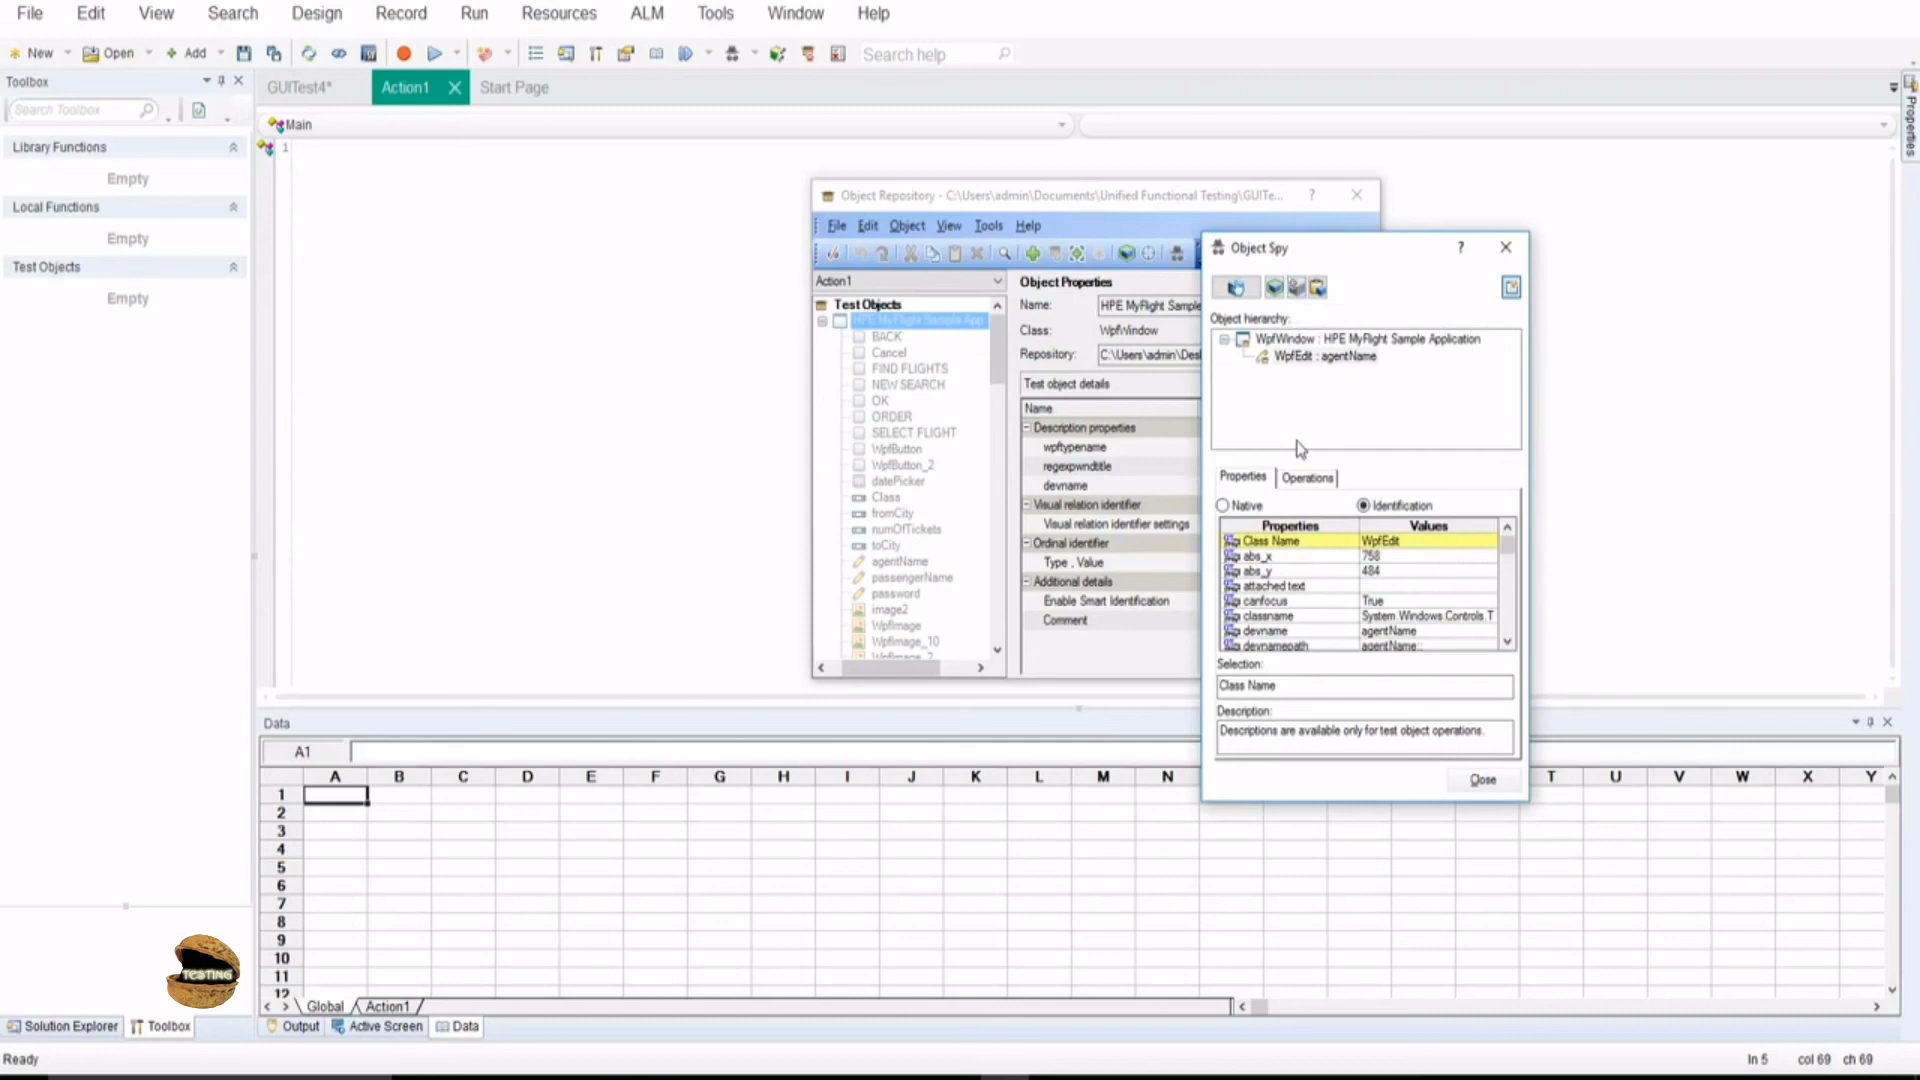 File Edit View Search Design Record Run Resources ALM Tools Window Help
New Open Add Search help
Toolbox
Search Toolbox
Library Functions
Empty
Local Functions
Empty
Test Objects
Empty
GUITest4* Action1 Start Page
Main
1
Object Repository - C:\Users\admin\Documents\Unified Functional Testing\GUITe... ?
File Edit Object View Tools Help
Action1
Test Objects
HPE MyFlight Sample App
BACK
Cancel
FIND FLIGHTS
NEW SEARCH
OK
ORDER
SELECT FLIGHT
WpfButton
WpfButton_2
datePicker
Class
fromCity
numOfTickets
toCity
agentName
passengerName
password
image2
WpfImage
WpfImage_10
WpfImage_2
Object Properties
Name: HPE MyFlight Sample
Class: WpfWindow
Repository: C:\Users\admin\Des
Test object details
Name
Description properties
wpftypename
regexpwndtitle
devname
Visual relation identifier
Visual relation identifier settings
Ordinal identifier
Type , Value
Additional details
Enable Smart Identification
Comment
Object Spy ?
Object hierarchy:
WpfWindow : HPE MyFlight Sample Application
WpfEdit : agentName
Properties Operations
Native Identification
Properties Values
Class Name WpfEdit
abs_x 758
abs_y 484
attached text
canfocus True
classname System.Windows.Controls.T
devname agentName
devnamepath agentName::
Selection:
Class Name
Description:
Descriptions are available only for test object operations.
Close
Properties
Data
A1
A B C D E F G H I J K L M N T U V W X Y
1
2
3
4
5
6
7
8
9
10
11
12
Global Action1
TESTING
Solution Explorer Toolbox Output Active Screen Data
Ready ln 5 col 69 ch 69